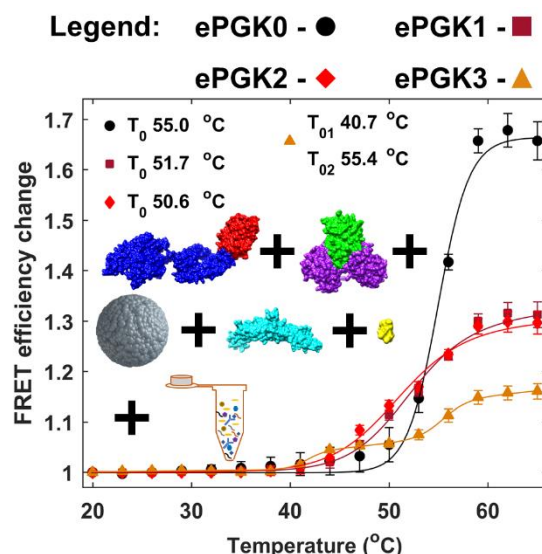 Legend: ePGK0 - ePGK1 -
ePGK2 - ePGK3 -
T0 55.0 °C
T0 51.7 °C
T0 50.6 °C
T01 40.7 °C
T02 55.4 °C
+ +
+ +
+
FRET efficiency change
1.7
1.6
1.5
1.4
1.3
1.2
1.1
1
20 30 40 50 60
Temperature (°C)